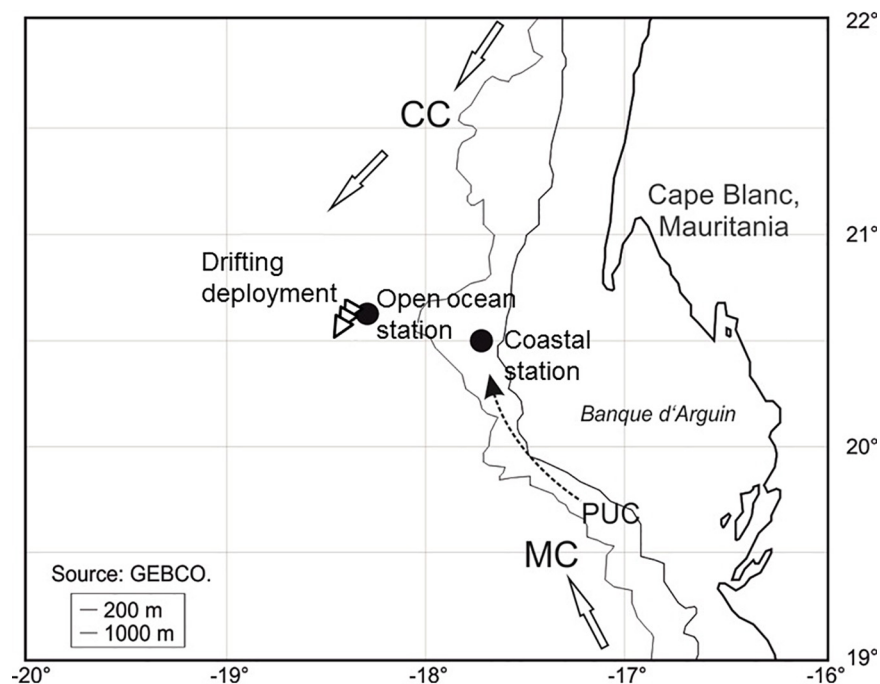 22°
CC
Cape Blanc,
Mauritania
21°
Drifting
deployment
Open ocean
station
Coastal
station
Banque d'Arguin
20°
PUC
MC
Source: GEBCO.
200 m
1000 m
19°
-20°
-19°
-18°
-17°
-16°